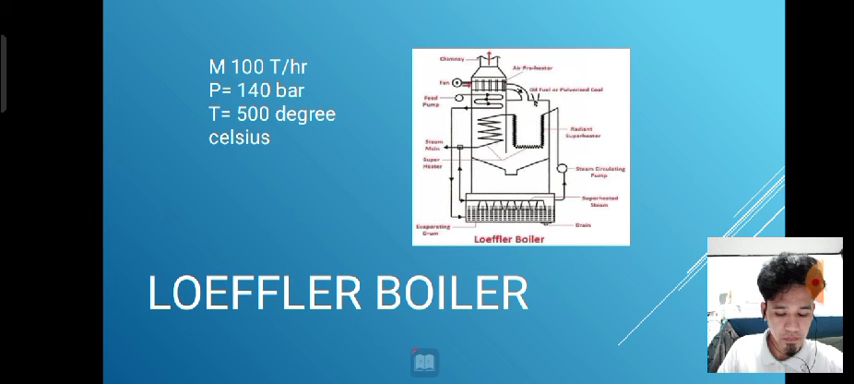 M 100 T/hr
P= 140 bar
T= 500 degree
celsius
Chimney
Air Pre-heater
Fan
Oil Fuel or Pulverised Coal
Feed
Pump
Radiant
Superheater
Steam
Main
Super
Heater
Steam Circulating
Pump
Superheated
Steam
Evaporating
Drum
Drain
Loeffler Boiler
LOEFFLER BOILER